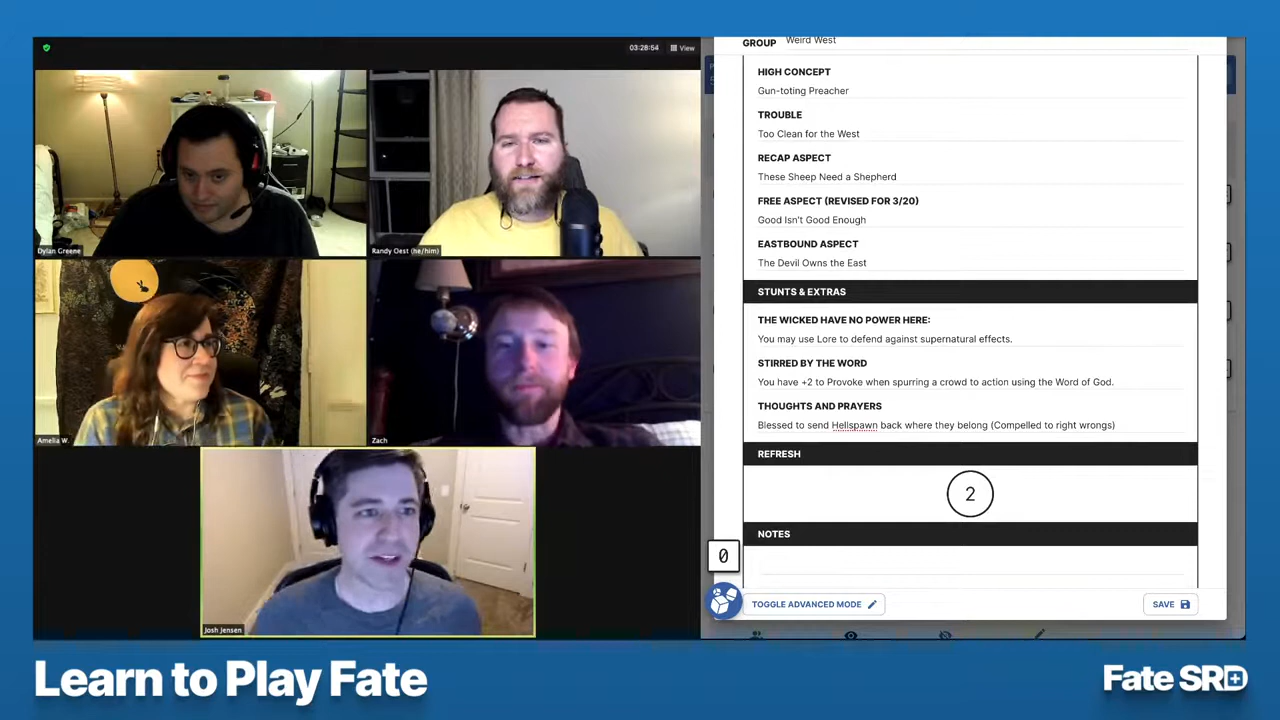 03:28:54
View
Dylan Greene
Randy Oest (he/him)
Amelia W.
Zach
Josh Jensen
GROUP
Weird West
HIGH CONCEPT
Gun-toting Preacher
TROUBLE
Too Clean for the West
RECAP ASPECT
These Sheep Need a Shepherd
FREE ASPECT (REVISED FOR 3/20)
Good Isn't Good Enough
EASTBOUND ASPECT
The Devil Owns the East
STUNTS & EXTRAS
THE WICKED HAVE NO POWER HERE:
You may use Lore to defend against supernatural effects.
STIRRED BY THE WORD
You have +2 to Provoke when spurring a crowd to action using the Word of God.
THOUGHTS AND PRAYERS
Blessed to send Hellspawn back where they belong (Compelled to right wrongs)
REFRESH
2
NOTES
0
TOGGLE ADVANCED MODE
SAVE
Learn to Play Fate
Fate SRD